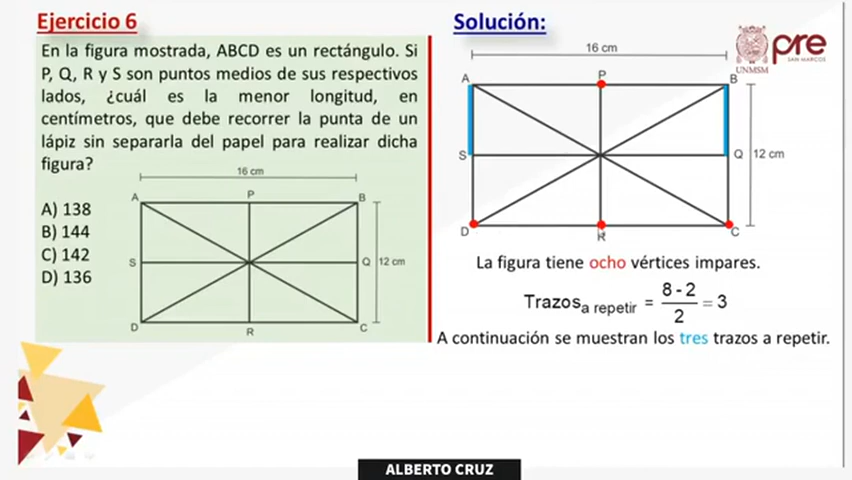 Ejercicio 6
En la figura mostrada, ABCD es un rectángulo. Si
P, Q, R y S son puntos medios de sus respectivos
lados, ¿cuál es la menor longitud, en
centímetros, que debe recorrer la punta de un
lápiz sin separarla del papel para realizar dicha
figura?
16 cm
A P B
A) 138
B) 144
C) 142
D) 136
S Q 12 cm
D R C
Solución:
UNMSM
pre
SAN MARCOS
16 cm
A P B
S Q 12 cm
D R C
La figura tiene ocho vértices impares.
Trazos a repetir = 8 - 2 / 2 = 3
A continuación se muestran los tres trazos a repetir.
ALBERTO CRUZ